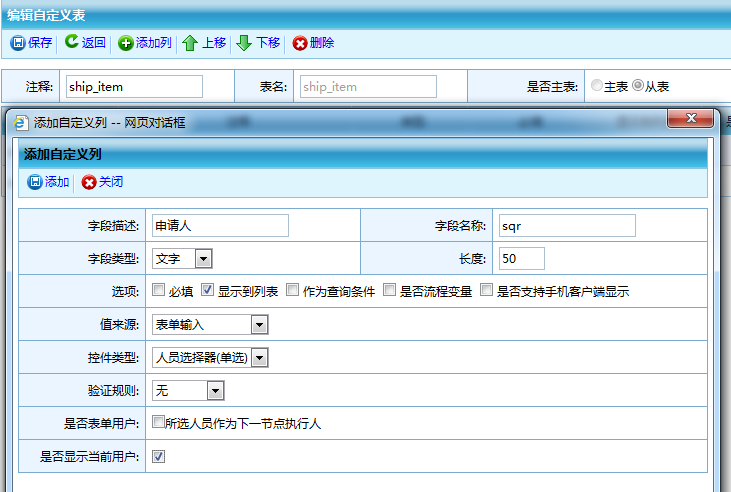 编辑自定义表
保存 返回 添加列 上移 下移 删除
注释: ship_item 表名: ship_item 是否主表: 主表 从表
添加自定义列 -- 网页对话框
添加自定义列
添加 关闭
字段描述: 申请人 字段名称: sqr
字段类型: 文字 长度: 50
选项: 必填 显示到列表 作为查询条件 是否流程变量 是否支持手机客户端显示
值来源: 表单输入
控件类型: 人员选择器(单选)
验证规则: 无
是否表单用户: 所选人员作为下一节点执行人
是否显示当前用户: